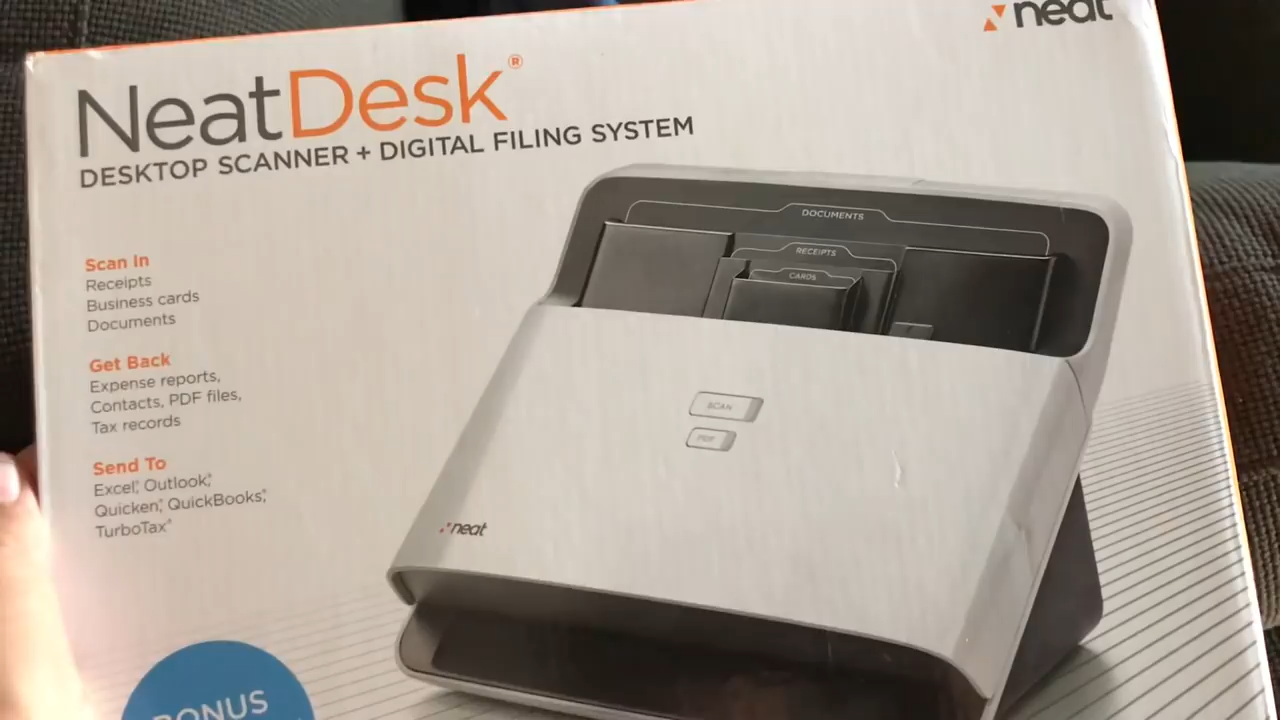 neat
NeatDesk®
DESKTOP SCANNER + DIGITAL FILING SYSTEM
Scan In
Receipts
Business cards
Documents
Get Back
Expense reports,
Contacts, PDF files,
Tax records
Send To
Excel®, Outlook®,
Quicken®, QuickBooks®,
TurboTax®
DOCUMENTS
RECEIPTS
CARDS
SCAN
PDF
neat
BONUS